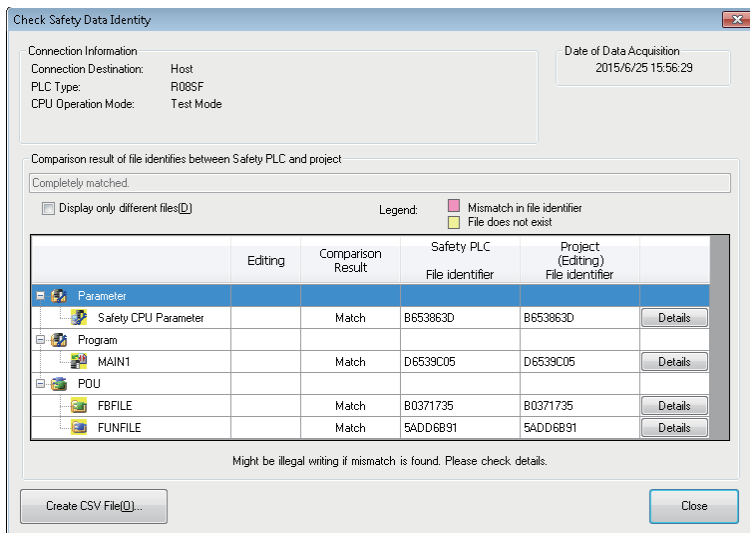 Check Safety Data Identity
Connection Information
Connection Destination: Host
PLC Type: R08SF
CPU Operation Mode: Test Mode
Date of Data Acquisition
2015/6/25 15:56:29
Comparison result of file identifies between Safety PLC and project
Completely matched.
Display only different files(D)
Legend: Mismatch in file identifier
File does not exist
Editing Comparison Result Safety PLC File identifier Project (Editing) File identifier
Parameter
Safety CPU Parameter Match B653863D B653863D Details
Program
MAIN1 Match D6539C05 D6539C05 Details
POU
FBFILE Match B0371735 B0371735 Details
FUNFILE Match 5ADD6B91 5ADD6B91 Details
Might be illegal writing if mismatch is found. Please check details.
Create CSV File(O)... Close